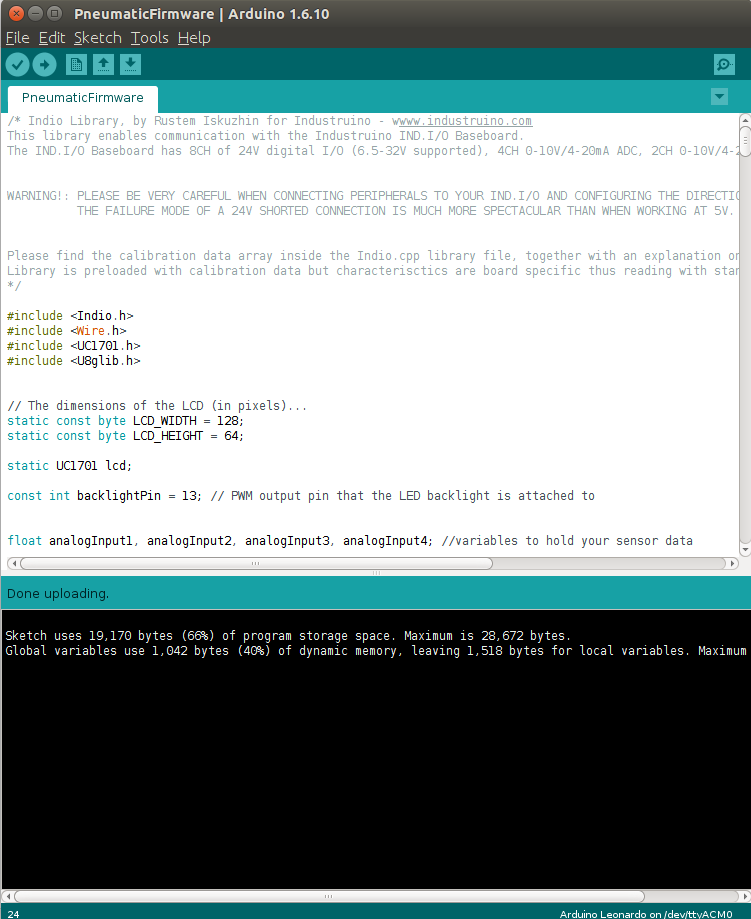 PneumaticFirmware | Arduino 1.6.10
File Edit Sketch Tools Help
PneumaticFirmware
/* Indio Library, by Rustem Iskuzhin for Industruino - www.industruino.com
This library enables communication with the Industruino IND.I/O Baseboard.
The IND.I/O Baseboard has 8CH of 24V digital I/O (6.5-32V supported), 4CH 0-10V/4-20mA ADC, 2CH 0-10V/4-2
WARNING!: PLEASE BE VERY CAREFUL WHEN CONNECTING PERIPHERALS TO YOUR IND.I/O AND CONFIGURING THE DIRECTIO
THE FAILURE MODE OF A 24V SHORTED CONNECTION IS MUCH MORE SPECTACULAR THAN WHEN WORKING AT 5V.
Please find the calibration data array inside the Indio.cpp library file, together with an explanation on
Library is preloaded with calibration data but characterisctics are board specific thus reading with stan
*/
#include <Indio.h>
#include <Wire.h>
#include <UC1701.h>
#include <U8glib.h>
// The dimensions of the LCD (in pixels)...
static const byte LCD_WIDTH = 128;
static const byte LCD_HEIGHT = 64;
static UC1701 lcd;
const int backlightPin = 13; // PWM output pin that the LED backlight is attached to
float analogInput1, analogInput2, analogInput3, analogInput4; //variables to hold your sensor data
Done uploading.
Sketch uses 19,170 bytes (66%) of program storage space. Maximum is 28,672 bytes.
Global variables use 1,042 bytes (40%) of dynamic memory, leaving 1,518 bytes for local variables. Maximum
24 Arduino Leonardo on /dev/ttyACM0